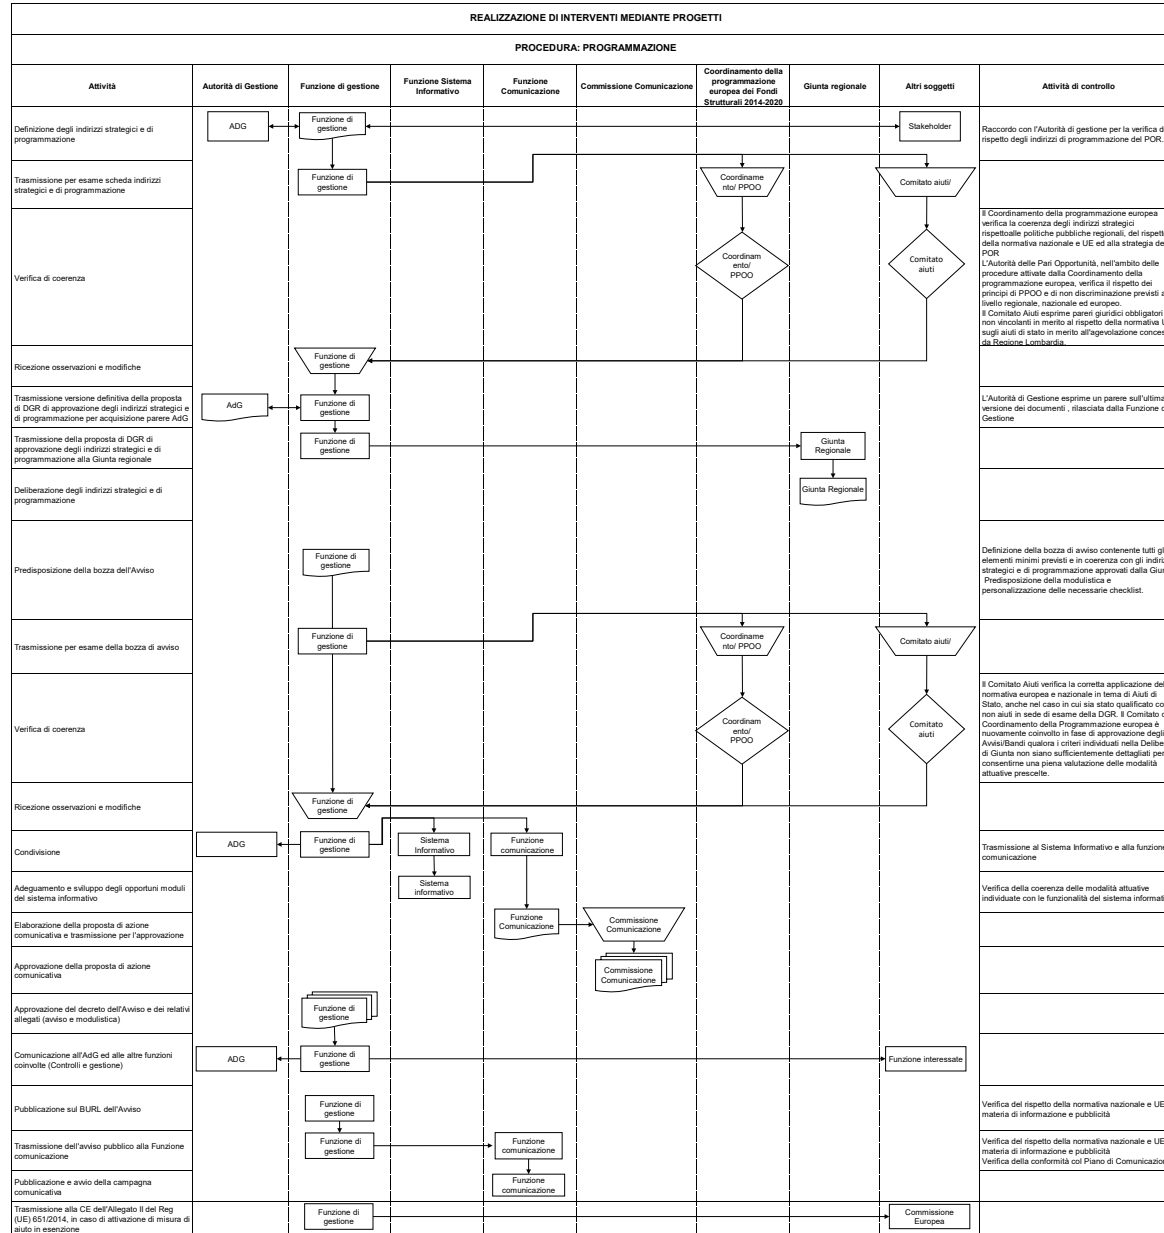 REALIZZAZIONE DI INTERVENTI MEDIANTE PROGETTI
PROCEDURA: PROGRAMMAZIONE
Attività
Autorità di Gestione
Funzione di gestione
Funzione Sistema
Informativo
Funzione
Comunicazione
Commissione Comunicazione
Coordinamento della
programmazione
europea dei Fondi
Strutturali 2014-2020
Giunta regionale
Altri soggetti
Attività di controllo
Definizione degli indirizzi strategici e di
programmazione
ADG
Funzione di
gestione
Stakeholder
Raccordo con l'Autorità di gestione per la verifica d
rispetto degli indirizzi di programmazione del POR.
Trasmissione per esame scheda indirizzi
strategici e di programmazione
Funzione di
gestione
Coordiname
nto/ PPOO
Comitato aiuti/
Verifica di coerenza
Coordinam
ento/
PPOO
Comitato
aiuti
Il Coordinamento della programmazione europea
verifica la coerenza degli indirizzi strategici
rispettoalle politiche pubbliche regionali, del rispett
della normativa nazionale e UE ed alla strategia de
POR
L'Autorità delle Pari Opportunità, nell'ambito delle
procedure attivate dalla Coordinamento della
programmazione europea, verifica il rispetto dei
principi di PPOO e di non discriminazione previsti a
livello regionale, nazionale ed europeo.
Il Comitato Aiuti esprime pareri giuridici obbligatori
non vincolanti in merito al rispetto della normativa U
sugli aiuti di stato in merito all'agevolazione conces
da Regione Lombardia.
Ricezione osservazioni e modifiche
Funzione di
gestione
Trasmissione versione definitiva della proposta
di DGR di approvazione degli indirizzi strategici e
di programmazione per acquisizione parere AdG
AdG
Funzione di
gestione
L'Autorità di Gestione esprime un parere sull'ultima
versione dei documenti , rilasciata dalla Funzione d
Gestione
Trasmissione della proposta di DGR di
approvazione degli indirizzi strategici e di
programmazione alla Giunta regionale
Funzione di
gestione
Giunta
Regionale
Deliberazione degli indirizzi strategici e di
programmazione
Giunta Regionale
Predisposizione della bozza dell'Avviso
Funzione di
gestione
Definizione della bozza di avviso contenente tutti gl
elementi minimi previsti e in coerenza con gli indiriz
strategici e di programmazione approvati dalla Giun
Predisposizione della modulistica e
personalizzazione delle necessarie checklist.
Trasmissione per esame della bozza di avviso
Funzione di
gestione
Coordiname
nto/ PPOO
Comitato aiuti/
Verifica di coerenza
Coordinam
ento/
PPOO
Comitato
aiuti
Il Comitato Aiuti verifica la corretta applicazione del
normativa europea e nazionale in tema di Aiuti di
Stato, anche nel caso in cui sia stato qualificato co
non aiuti in sede di esame della DGR. Il Comitato d
Coordinamento della Programmazione europea è
nuovamente coinvolto in fase di approvazione degli
Avvisi/Bandi qualora i criteri individuati nella Delibe
di Giunta non siano sufficientemente dettagliati per
consentirne una piena valutazione delle modalità
attuative prescelte.
Ricezione osservazioni e modifiche
Funzione di
gestione
Condivisione
ADG
Funzione di
gestione
Sistema
Informativo
Funzione
comunicazione
Trasmissione al Sistema Informativo e alla funzione
comunicazione
Adeguamento e sviluppo degli opportuni moduli
del sistema informativo
Sistema
informativo
Verifica della coerenza delle modalità attuative
individuate con le funzionalità del sistema informati
Elaborazione della proposta di azione
comunicativa e trasmissione per l'approvazione
Funzione
Comunicazione
Commissione
Comunicazione
Approvazione della proposta di azione
comunicativa
Commissione
Comunicazione
Approvazione del decreto dell'Avviso e dei relativi
allegati (avviso e modulistica)
Funzione di
gestione
Comunicazione all'AdG ed alle altre funzioni
coinvolte (Controlli e gestione)
ADG
Funzione di
gestione
Funzione interessate
Pubblicazione sul BURL dell'Avviso
Funzione di
gestione
Verifica del rispetto della normativa nazionale e UE
materia di informazione e pubblicità
Trasmissione dell'avviso pubblico alla Funzione
comunicazione
Funzione di
gestione
Funzione
comunicazione
Verifica del rispetto della normativa nazionale e UE
materia di informazione e pubblicità
Verifica della conformità col Piano di Comunicazion
Pubblicazione e avvio della campagna
comunicativa
Funzione
comunicazione
Trasmissione alla CE dell'Allegato II del Reg
(UE) 651/2014, in caso di attivazione di misura di
aiuto in esenzione
Funzione di
gestione
Commissione
Europea